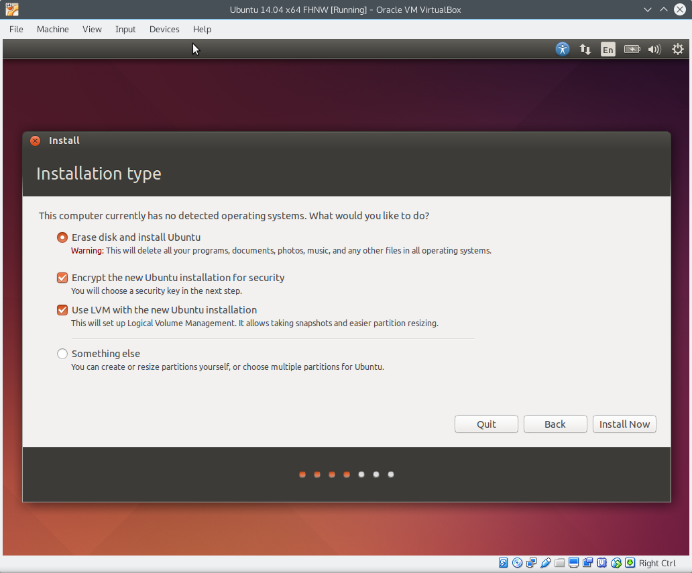 Ubuntu 14.04 x64 FHNW [Running] - Oracle VM VirtualBox
File Machine View Input Devices Help
En
Install
Installation type
This computer currently has no detected operating systems. What would you like to do?
Erase disk and install Ubuntu
Warning: This will delete all your programs, documents, photos, music, and any other files in all operating systems.
Encrypt the new Ubuntu installation for security
You will choose a security key in the next step.
Use LVM with the new Ubuntu installation
This will set up Logical Volume Management. It allows taking snapshots and easier partition resizing.
Something else
You can create or resize partitions yourself, or choose multiple partitions for Ubuntu.
Quit Back Install Now
Right Ctrl